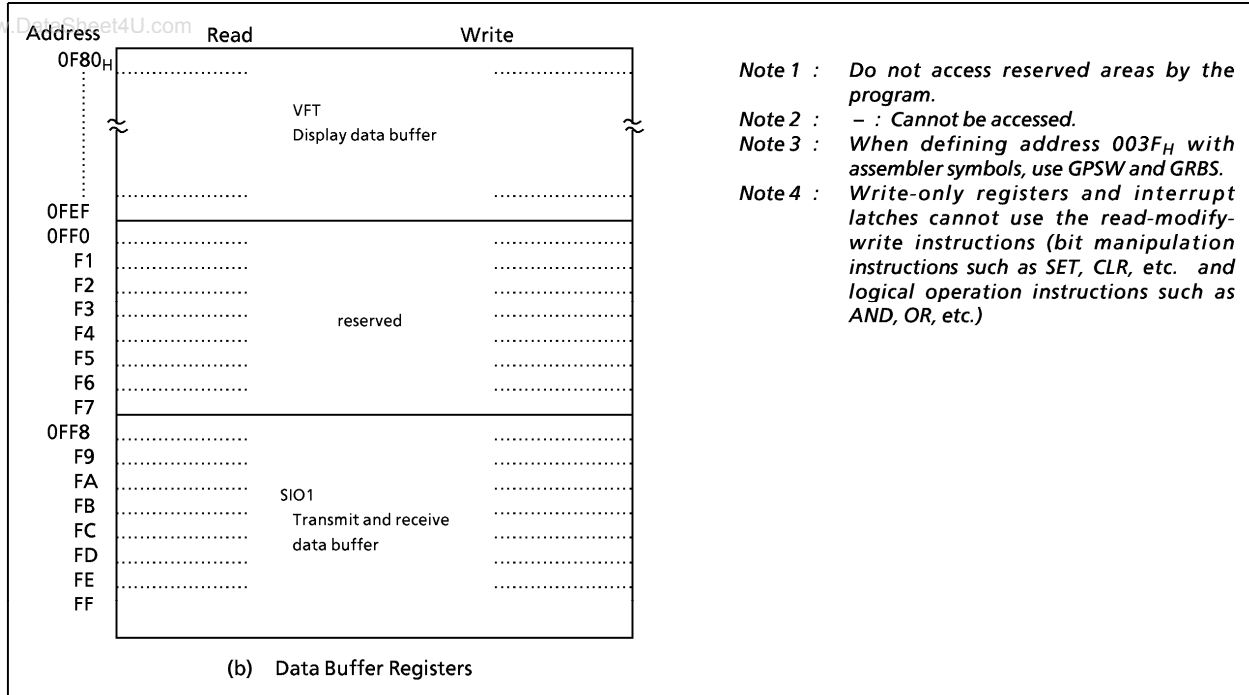 w.DataSheet4U.com
Address Read Write
0F80H
VFT
Display data buffer
0FEF
0FF0
F1
F2
F3
reserved
F4
F5
F6
F7
0FF8
F9
FA
SIO1
FB
Transmit and receive
FC
data buffer
FD
FE
FF
(b) Data Buffer Registers
Note 1 : Do not access reserved areas by the
program.
Note 2 : – : Cannot be accessed.
Note 3 : When defining address 003FH with
assembler symbols, use GPSW and GRBS.
Note 4 : Write-only registers and interrupt
latches cannot use the read-modify-
write instructions (bit manipulation
instructions such as SET, CLR, etc. and
logical operation instructions such as
AND, OR, etc.)